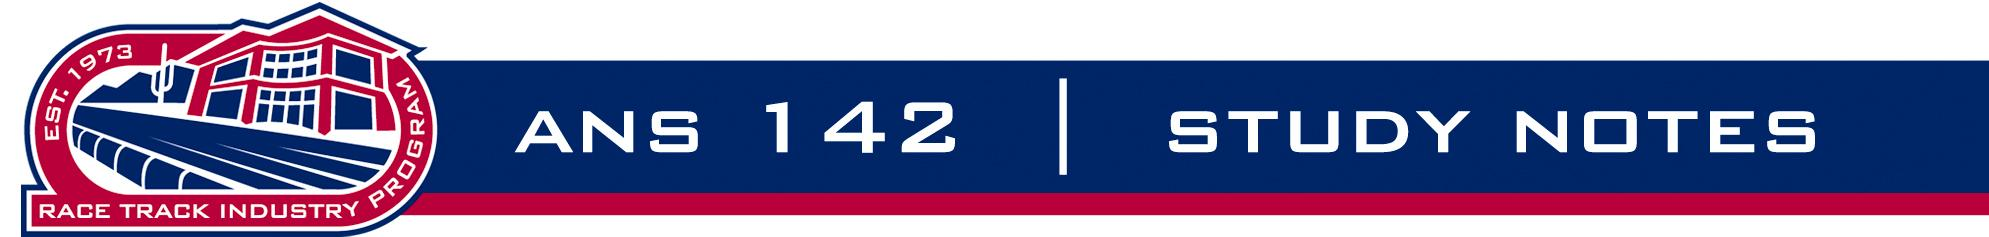 EST. 1973
RACE TRACK INDUSTRY PROGRAM
ANS 142 | STUDY NOTES